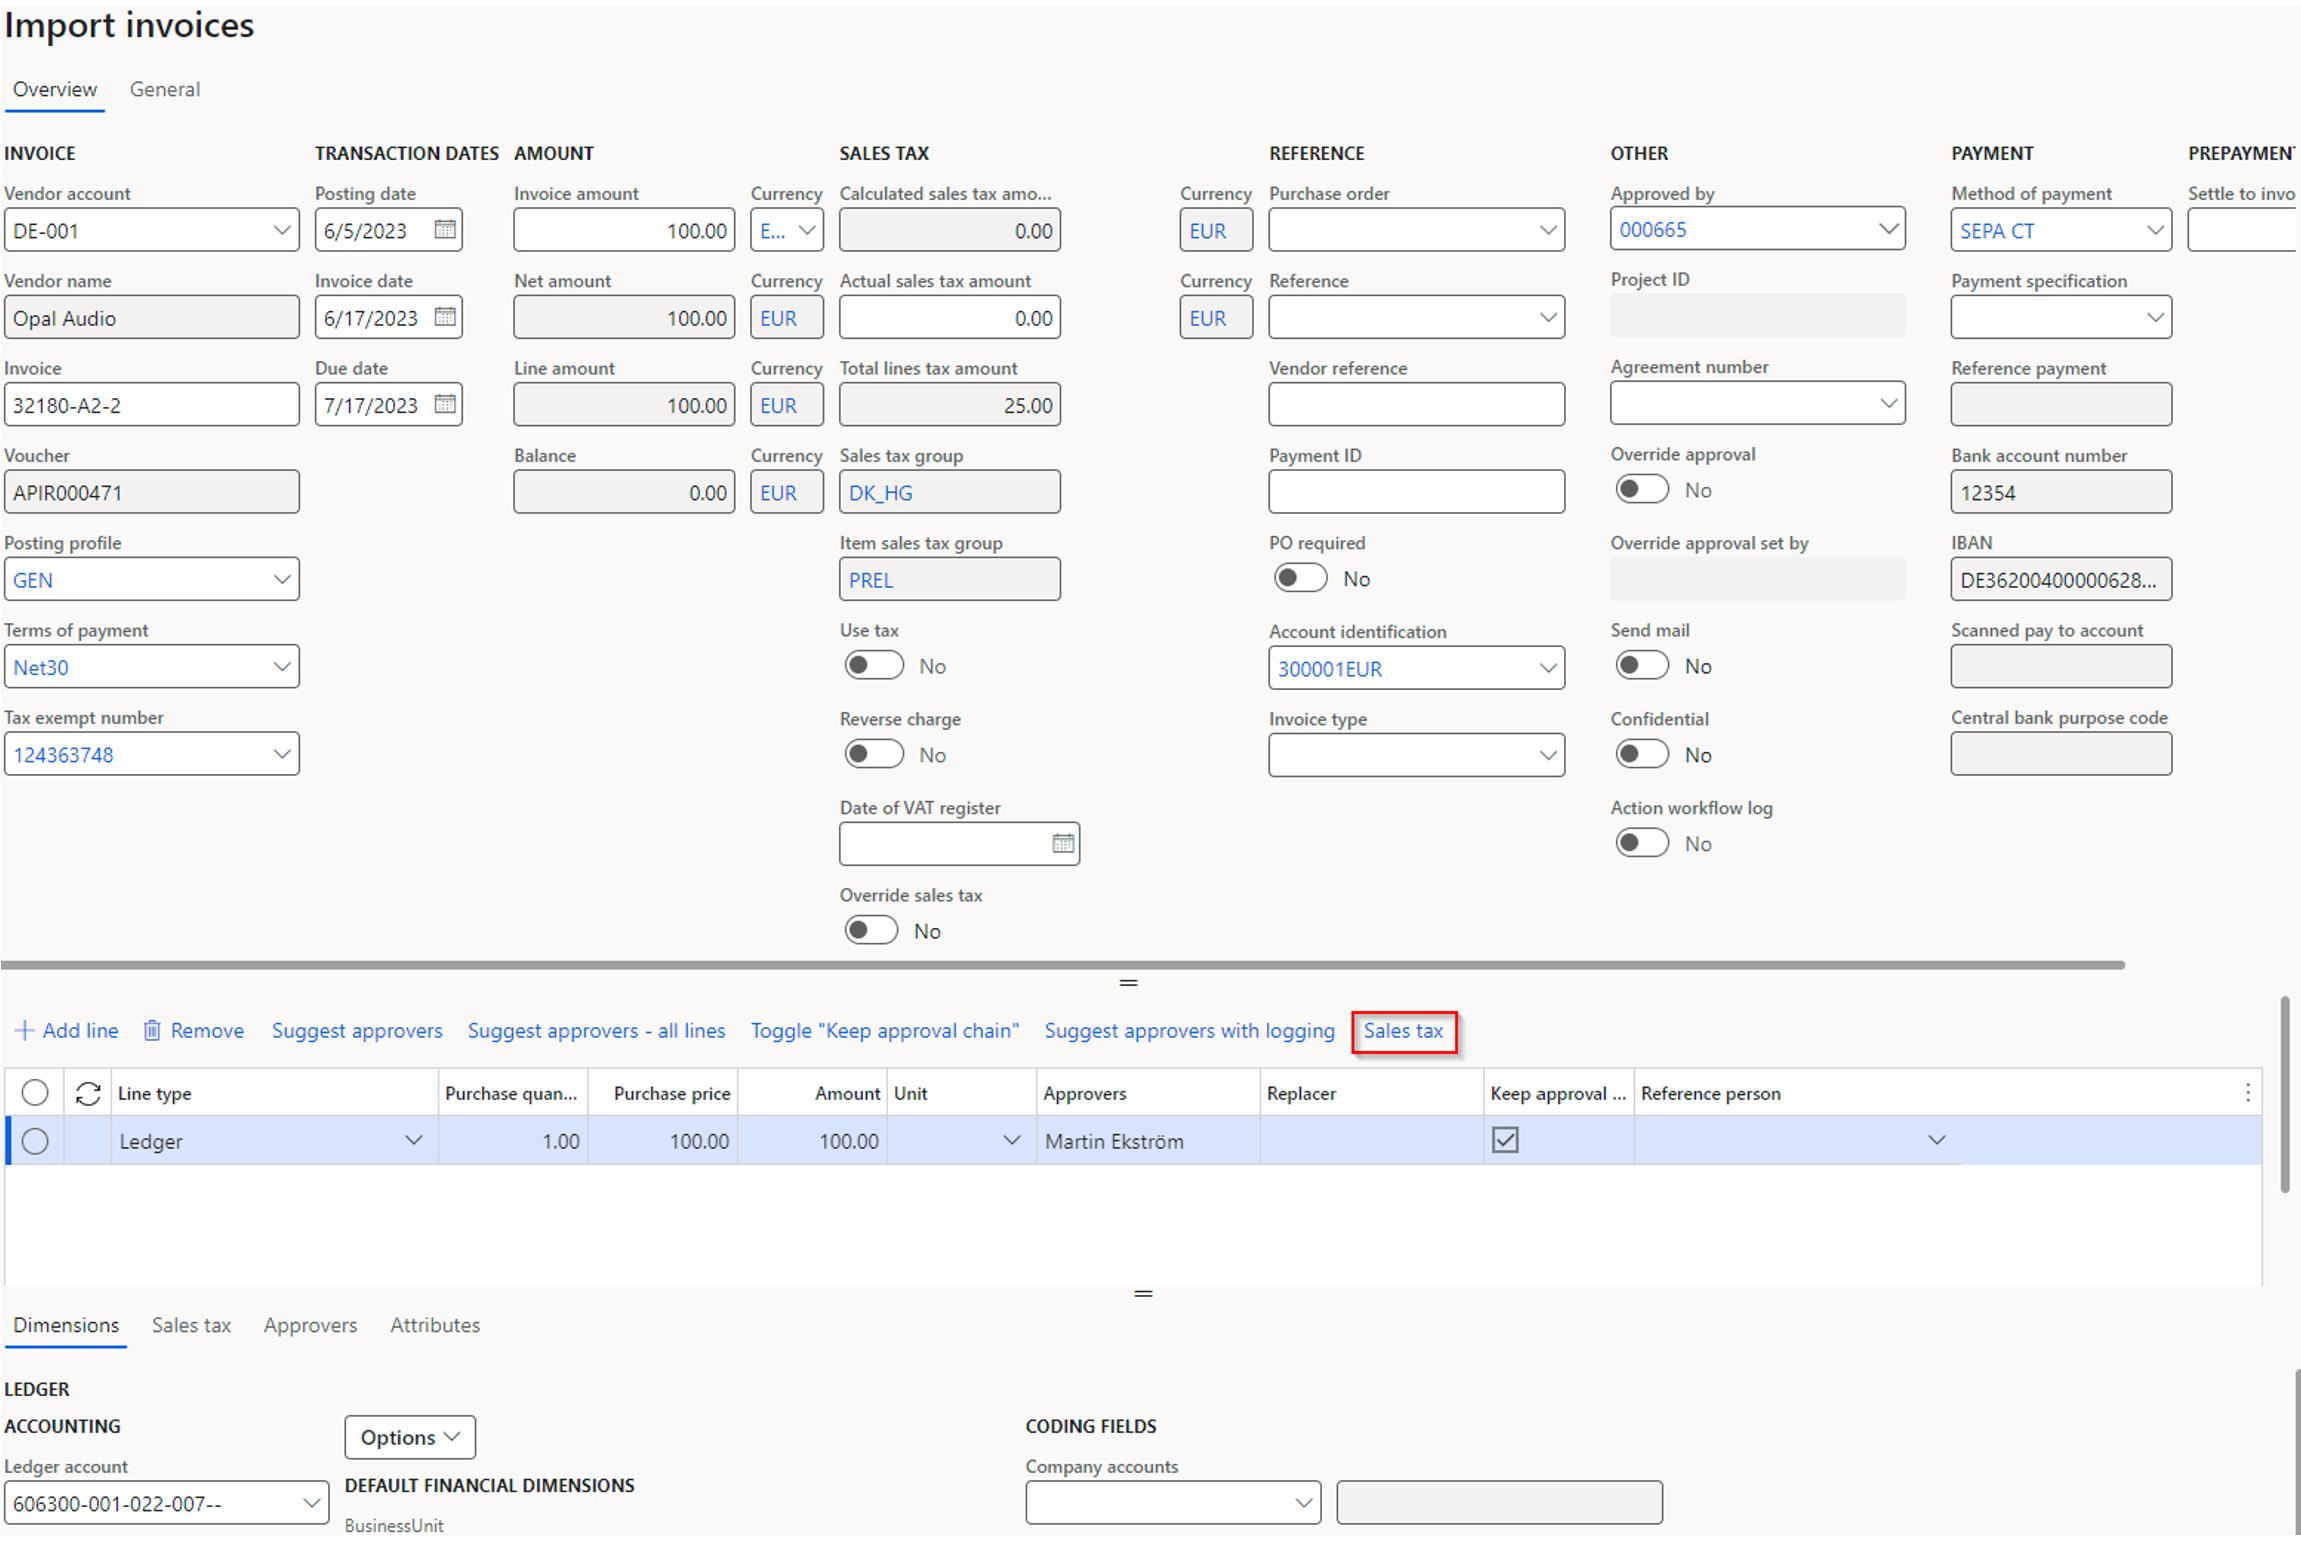 Import invoices
Overview General
INVOICE TRANSACTION DATES AMOUNT SALES TAX REFERENCE OTHER PAYMENT PREPAYMENT
Vendor account Posting date Invoice amount Currency Calculated sales tax amo... Currency Purchase order Approved by Method of payment Settle to invo
DE-001 6/5/2023 100.00 E... 0.00 EUR 000665 SEPA CT
Vendor name Invoice date Net amount Currency Actual sales tax amount Currency Reference Project ID Payment specification
Opal Audio 6/17/2023 100.00 EUR 0.00 EUR
Invoice Due date Line amount Currency Total lines tax amount Vendor reference Agreement number Reference payment
32180-A2-2 7/17/2023 100.00 EUR 25.00
Voucher Balance Currency Sales tax group Payment ID Override approval Bank account number
APIR000471 0.00 EUR DK_HG No 12354
Posting profile Item sales tax group PO required Override approval set by IBAN
GEN PREL No DE36200400000628...
Terms of payment Use tax Account identification Send mail Scanned pay to account
Net30 No 300001EUR No
Tax exempt number Reverse charge Invoice type Confidential Central bank purpose code
124363748 No No
Date of VAT register Action workflow log
No
Override sales tax
No
Add line Remove Suggest approvers Suggest approvers - all lines Toggle "Keep approval chain" Suggest approvers with logging Sales tax
Line type Purchase quan... Purchase price Amount Unit Approvers Replacer Keep approval ... Reference person
Ledger 1.00 100.00 100.00 Martin Ekström
Dimensions Sales tax Approvers Attributes
LEDGER
ACCOUNTING Options CODING FIELDS
Ledger account DEFAULT FINANCIAL DIMENSIONS Company accounts
606300-001-022-007--
BusinessUnit